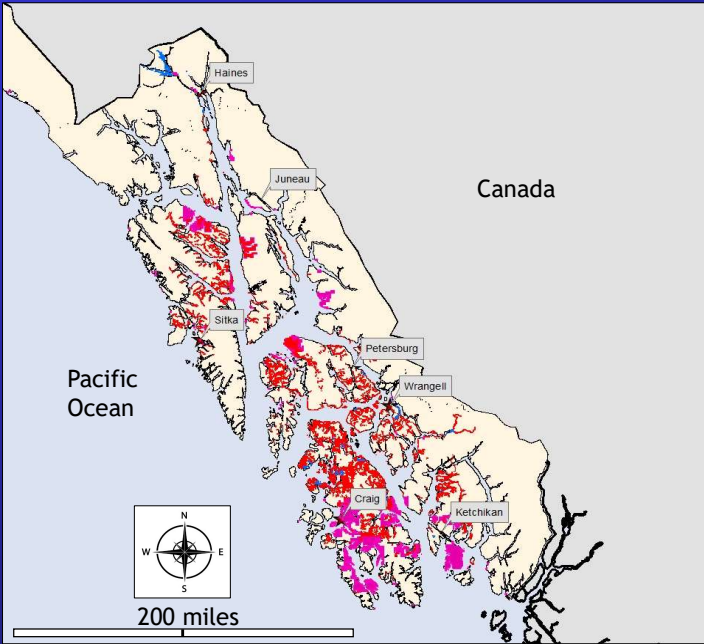 Haines
Juneau
Canada
Sitka
Petersburg
Pacific
Ocean
Wrangell
Craig
Ketchikan
N
W
E
S
200 miles